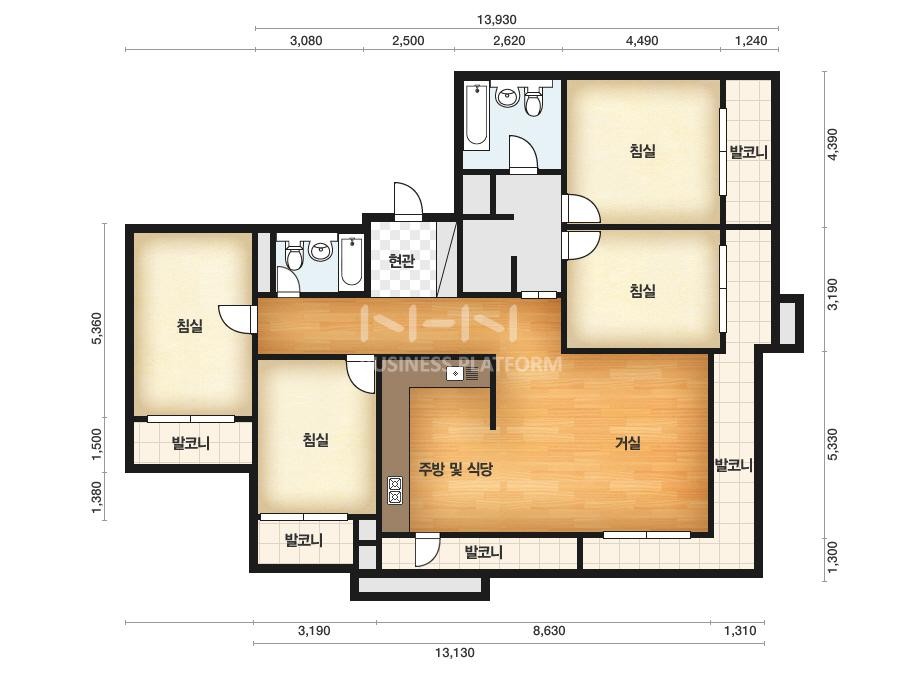 13,930
3,080 2,500 2,620 4,490 1,240
4,390
침실
발코니
현관
침실
3,190
5,360
침실
NHN
BUSINESS PLATFORM
1,500
발코니
침실
거실
5,330
주방 및 식당
발코니
1,380
발코니
발코니
1,300
3,190 8,630 1,310
13,130